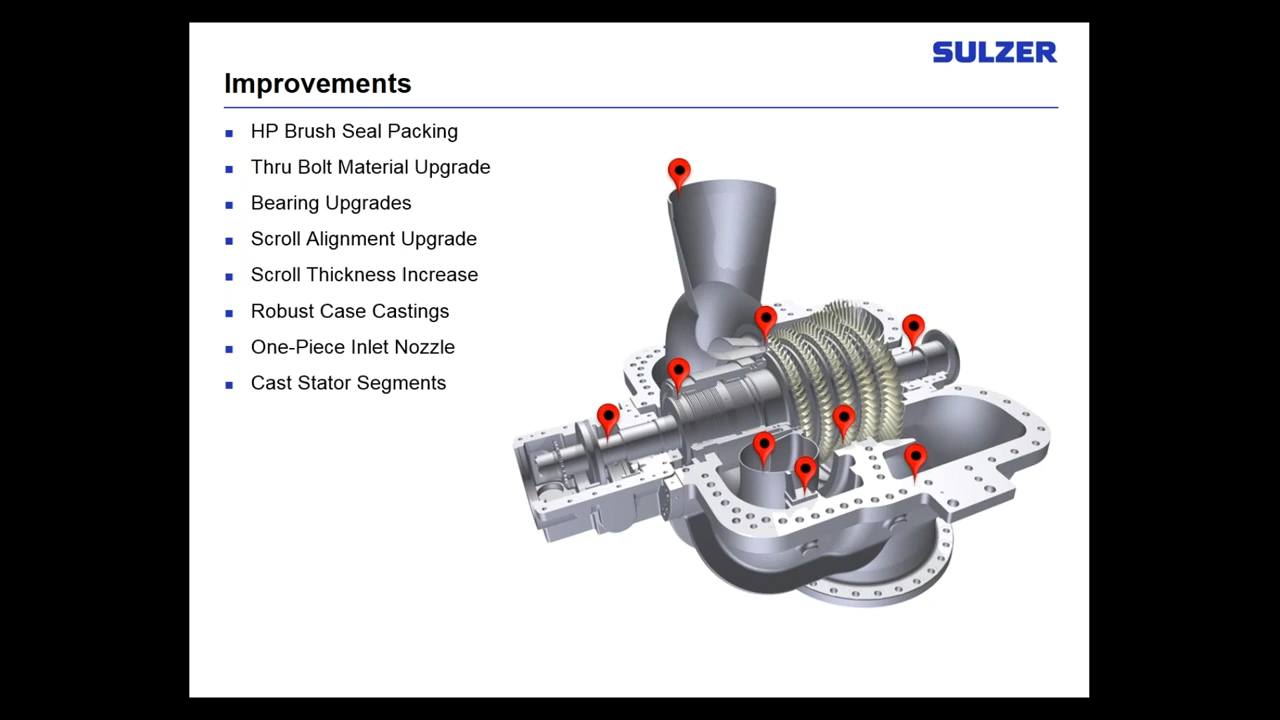 SULZER
Improvements
HP Brush Seal Packing
Thru Bolt Material Upgrade
Bearing Upgrades
Scroll Alignment Upgrade
Scroll Thickness Increase
Robust Case Castings
One-Piece Inlet Nozzle
Cast Stator Segments